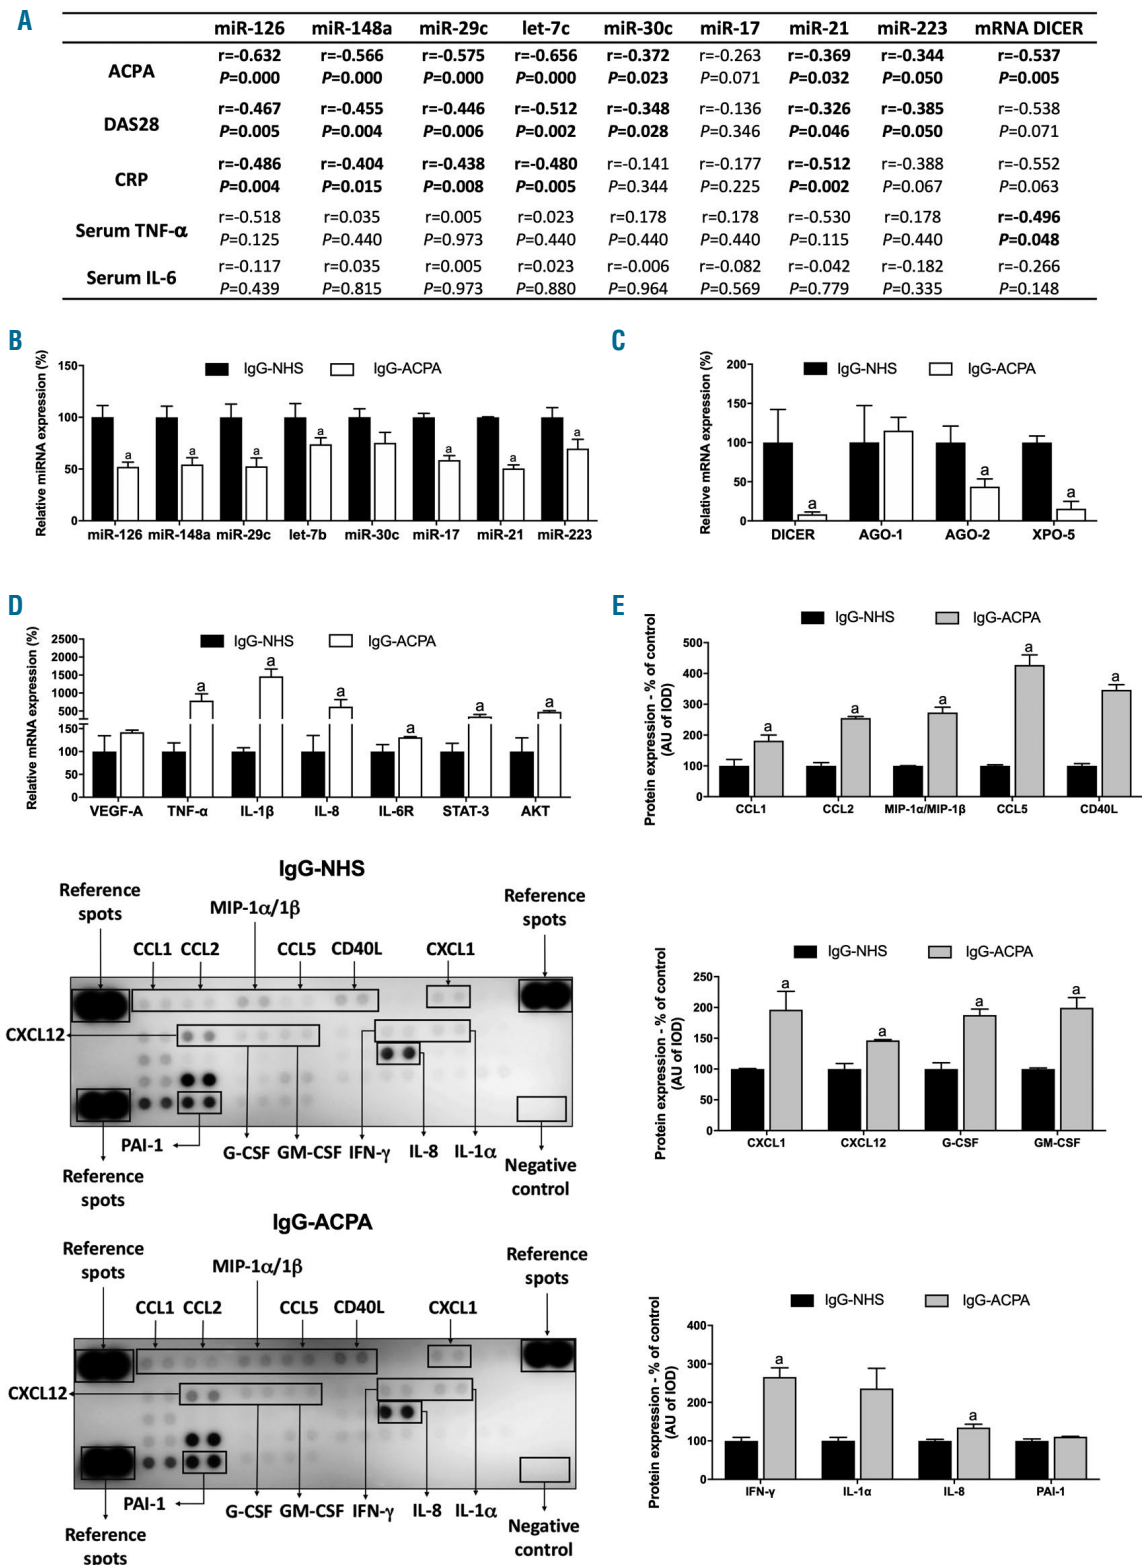 A
miR-126 miR-148a miR-29c let-7c miR-30c miR-17 miR-21 miR-223 mRNA DICER
ACPA
r=-0.632 r=-0.566 r=-0.575 r=-0.656 r=-0.372 r=-0.263 r=-0.369 r=-0.344 r=-0.537
P=0.000 P=0.000 P=0.000 P=0.000 P=0.023 P=0.071 P=0.032 P=0.050 P=0.005
DAS28
r=-0.467 r=-0.455 r=-0.446 r=-0.512 r=-0.348 r=-0.136 r=-0.326 r=-0.385 r=-0.538
P=0.005 P=0.004 P=0.006 P=0.002 P=0.028 P=0.346 P=0.046 P=0.050 P=0.071
CRP
r=-0.486 r=-0.404 r=-0.438 r=-0.480 r=-0.141 r=-0.177 r=-0.512 r=-0.388 r=-0.552
P=0.004 P=0.015 P=0.008 P=0.005 P=0.344 P=0.225 P=0.002 P=0.067 P=0.063
Serum TNF-α
r=-0.518 r=0.035 r=0.005 r=0.023 r=0.178 r=0.178 r=-0.530 r=0.178 r=-0.496
P=0.125 P=0.440 P=0.973 P=0.440 P=0.440 P=0.440 P=0.115 P=0.440 P=0.048
Serum IL-6
r=-0.117 r=0.035 r=0.005 r=0.023 r=-0.006 r=-0.082 r=-0.042 r=-0.182 r=-0.266
P=0.439 P=0.815 P=0.973 P=0.880 P=0.964 P=0.569 P=0.779 P=0.335 P=0.148
B
Relative miRNA expression (%)
IgG-NHS IgG-ACPA
150
100
50
0
a a a a a a a
miR-126 miR-148a miR-29c let-7b miR-30c miR-17 miR-21 miR-223
C
Relative mRNA expression (%)
IgG-NHS IgG-ACPA
200
150
100
50
0
a a a
DICER AGO-1 AGO-2 XPO-5
D
Relative mRNA expression (%)
IgG-NHS IgG-ACPA
2500
2000
1500
1000
500
150
100
50
0
a a a a a a
VEGF-A TNF-α IL-1β IL-8 IL-6R STAT-3 AKT
E
Protein expression - % of control
(AU of IOD)
IgG-NHS IgG-ACPA
500
400
300
200
100
0
a a a a a
CCL1 CCL2 MIP-1α/MIP-1β CCL5 CD40L
IgG-NHS
Reference
spots
MIP-1α/1β
Reference
spots
CCL1 CCL2 CCL5 CD40L CXCL1
CXCL12
PAI-1
G-CSF GM-CSF IFN-γ IL-8 IL-1α
Reference
spots
Negative
control
Protein expression - % of control
(AU of IOD)
IgG-NHS IgG-ACPA
250
200
150
100
50
0
a a a a
CXCL1 CXCL12 G-CSF GM-CSF
IgG-ACPA
Reference
spots
MIP-1α/1β
Reference
spots
CCL1 CCL2 CCL5 CD40L CXCL1
CXCL12
PAI-1
G-CSF GM-CSF IFN-γ IL-8 IL-1α
Reference
spots
Negative
control
Protein expression - % of control
(AU of IOD)
IgG-NHS IgG-ACPA
400
300
200
100
0
a a
IFN-γ IL-1α IL-8 PAI-1